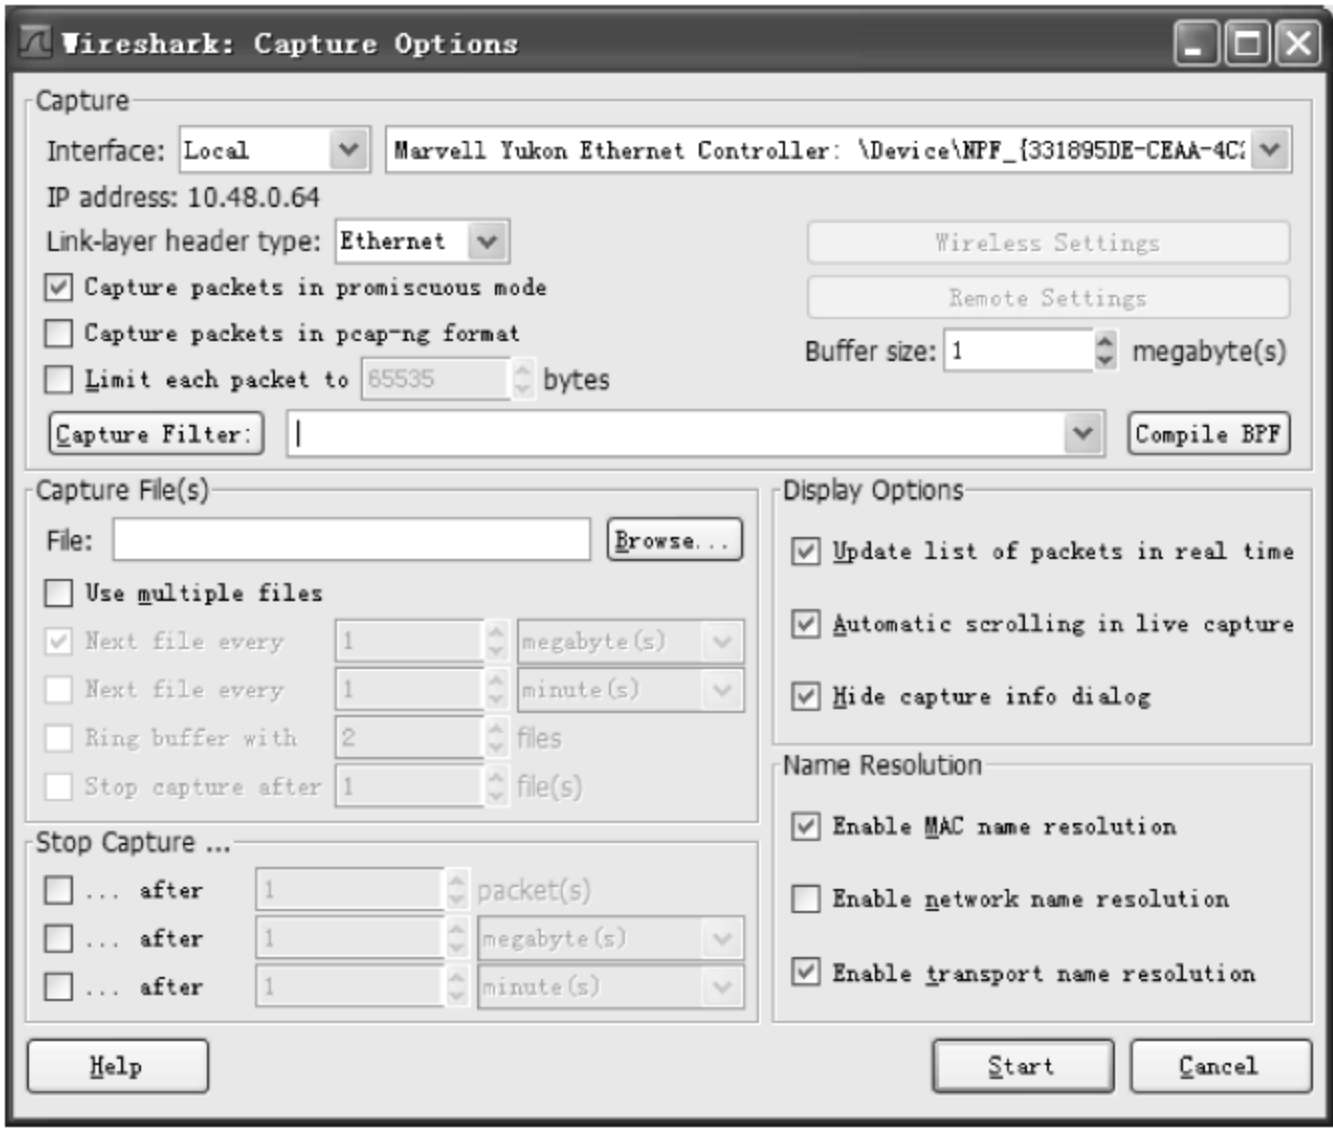 Wireshark: Capture Options
Capture
Interface: Local Marvell Yukon Ethernet Controller: \Device\NPF_{331895DE-CEAA-4C
IP address: 10.48.0.64
Link-layer header type: Ethernet
Wireless Settings
Capture packets in promiscuous mode
Remote Settings
Capture packets in pcap-ng format
Buffer size: 1 megabyte(s)
Limit each packet to 65535 bytes
Capture Filter: Compile BPF
Capture File(s)
File: Browse...
Use multiple files
Next file every 1 megabyte(s)
Next file every 1 minute(s)
Ring buffer with 2 files
Stop capture after 1 file(s)
Stop Capture ...
... after 1 packet(s)
... after 1 megabyte(s)
... after 1 minute(s)
Display Options
Update list of packets in real time
Automatic scrolling in live capture
Hide capture info dialog
Name Resolution
Enable MAC name resolution
Enable network name resolution
Enable transport name resolution
Help Start Cancel